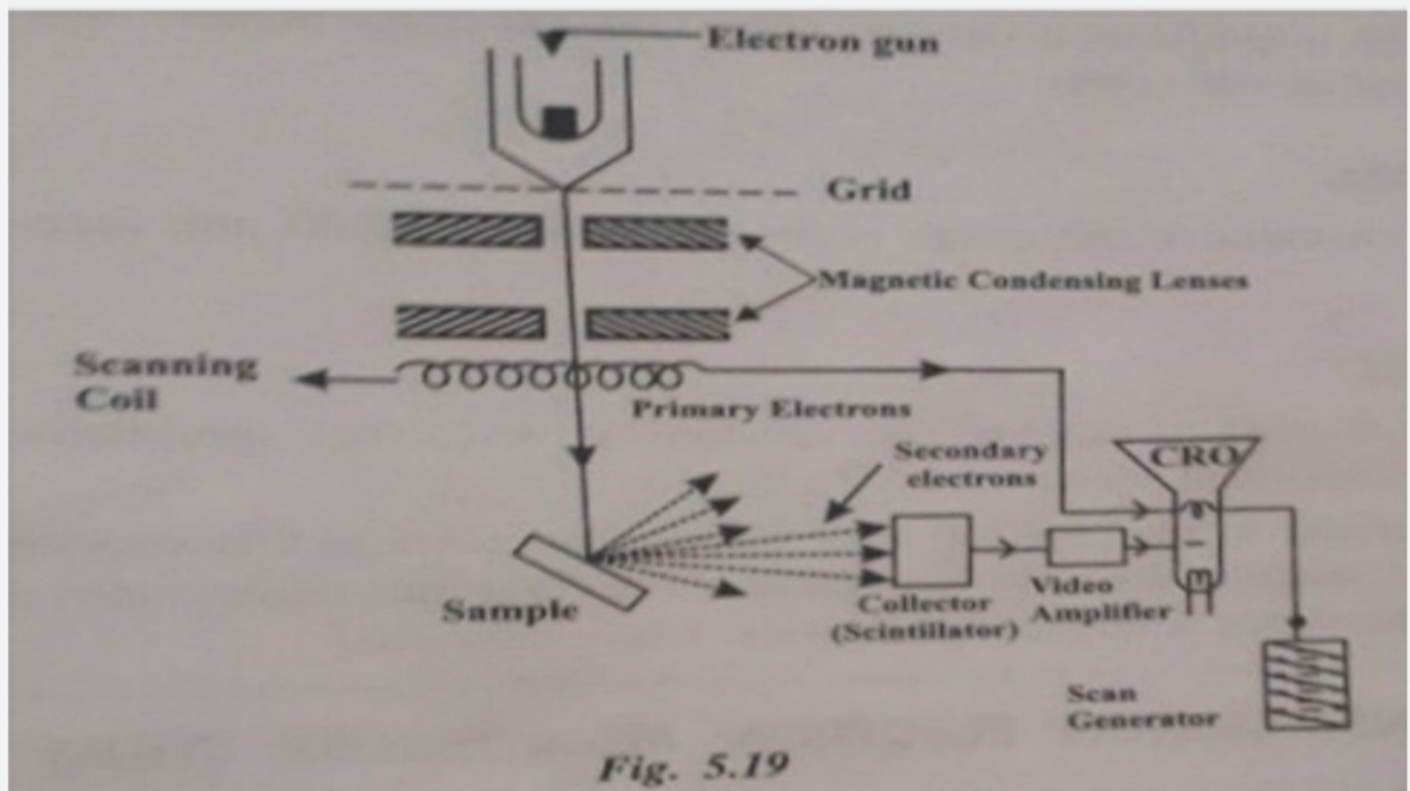 Electron gun
Grid
Magnetic Condensing Lenses
Scanning
Coil
Primary Electrons
Secondary
electrons
CRO
Sample
Collector
(Scintillator)
Video
Amplifier
Scan
Generator
Fig. 5.19